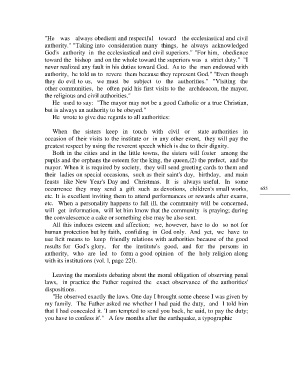 "He was always obedient and respectful toward the ecclesiastical and civil
authority." "Taking into consideration many things, he always acknowledged
God's authority in the ecclesiastical and civil superiors." "For him, obedience
toward the bishop and on the whole toward the superiors was a strict duty." "I
never realized any fault in his duties toward God. As to the men endowed with
authority, he told us to revere them because they represent God." "Even though
they do evil to us, we must be subject to the authorities." "Visiting the
other communities, he often paid his first visits to the archdeacon, the mayor,
the religious and civil authorities."
He used to say: "The mayor may not be a good Catholic or a true Christian,
but is always an authority to be obeyed."
He wrote to give due regards to all authorities:
When the sisters keep in touch with civil or state authorities in
occasion of their visits to the institute or in any other event, they will pay the
greatest respect by using the reverent speech which is due to their dignity.
Both in the cities and in the little town, the sisters will foster among the
pupils and the orphans the esteem for the king, the queen,(2) the prefect, and the
mayor. When it is required by society, they will send greeting cards to them and
their ladies on special occasions, such as their saint's day, birthday, and main
feasts like New Year's Day and Christmas. It is always useful. In some
occurrence they may send a gift such as devotions, children's small works,
etc. It is excellent inviting them to attend performances or rewards after exams,
etc. When a personality happens to fall ill, the community will be concerned,
will get information, will let him know that the community is praying; during
the convalescence a cake or something else may be also sent.
All this induces esteem and affection; we, however, have to do so not for
human protection but by faith, confiding in God only. And yet, we have to
use licit means to keep friendly relations with authorities because of the good
results for God's glory, for the institute's good, and for the persons in
authority, who are led to form a good opinion of the holy religion along
with its institutions (vol. 1, page 220).
685
Leaving the moralists debating about the moral obligation of observing penal
laws, in practice the Father required the exact observance of the authorities'
dispositions.
"He observed exactly the laws. One day I brought some cheese I was given by
my family. The Father asked me whether I had paid the duty, and I told him
that I had concealed it. 'I am tempted to send you back, he said, to pay the duty;
you have to confess it'." A few months after the earthquake, a typographic